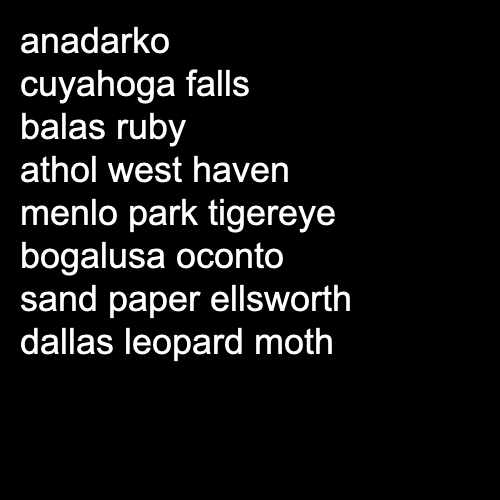 anadarko
cuyahoga falls
balas ruby
athol west haven
menlo park tigereye
bogalusa oconto
sand paper ellsworth
dallas leopard moth